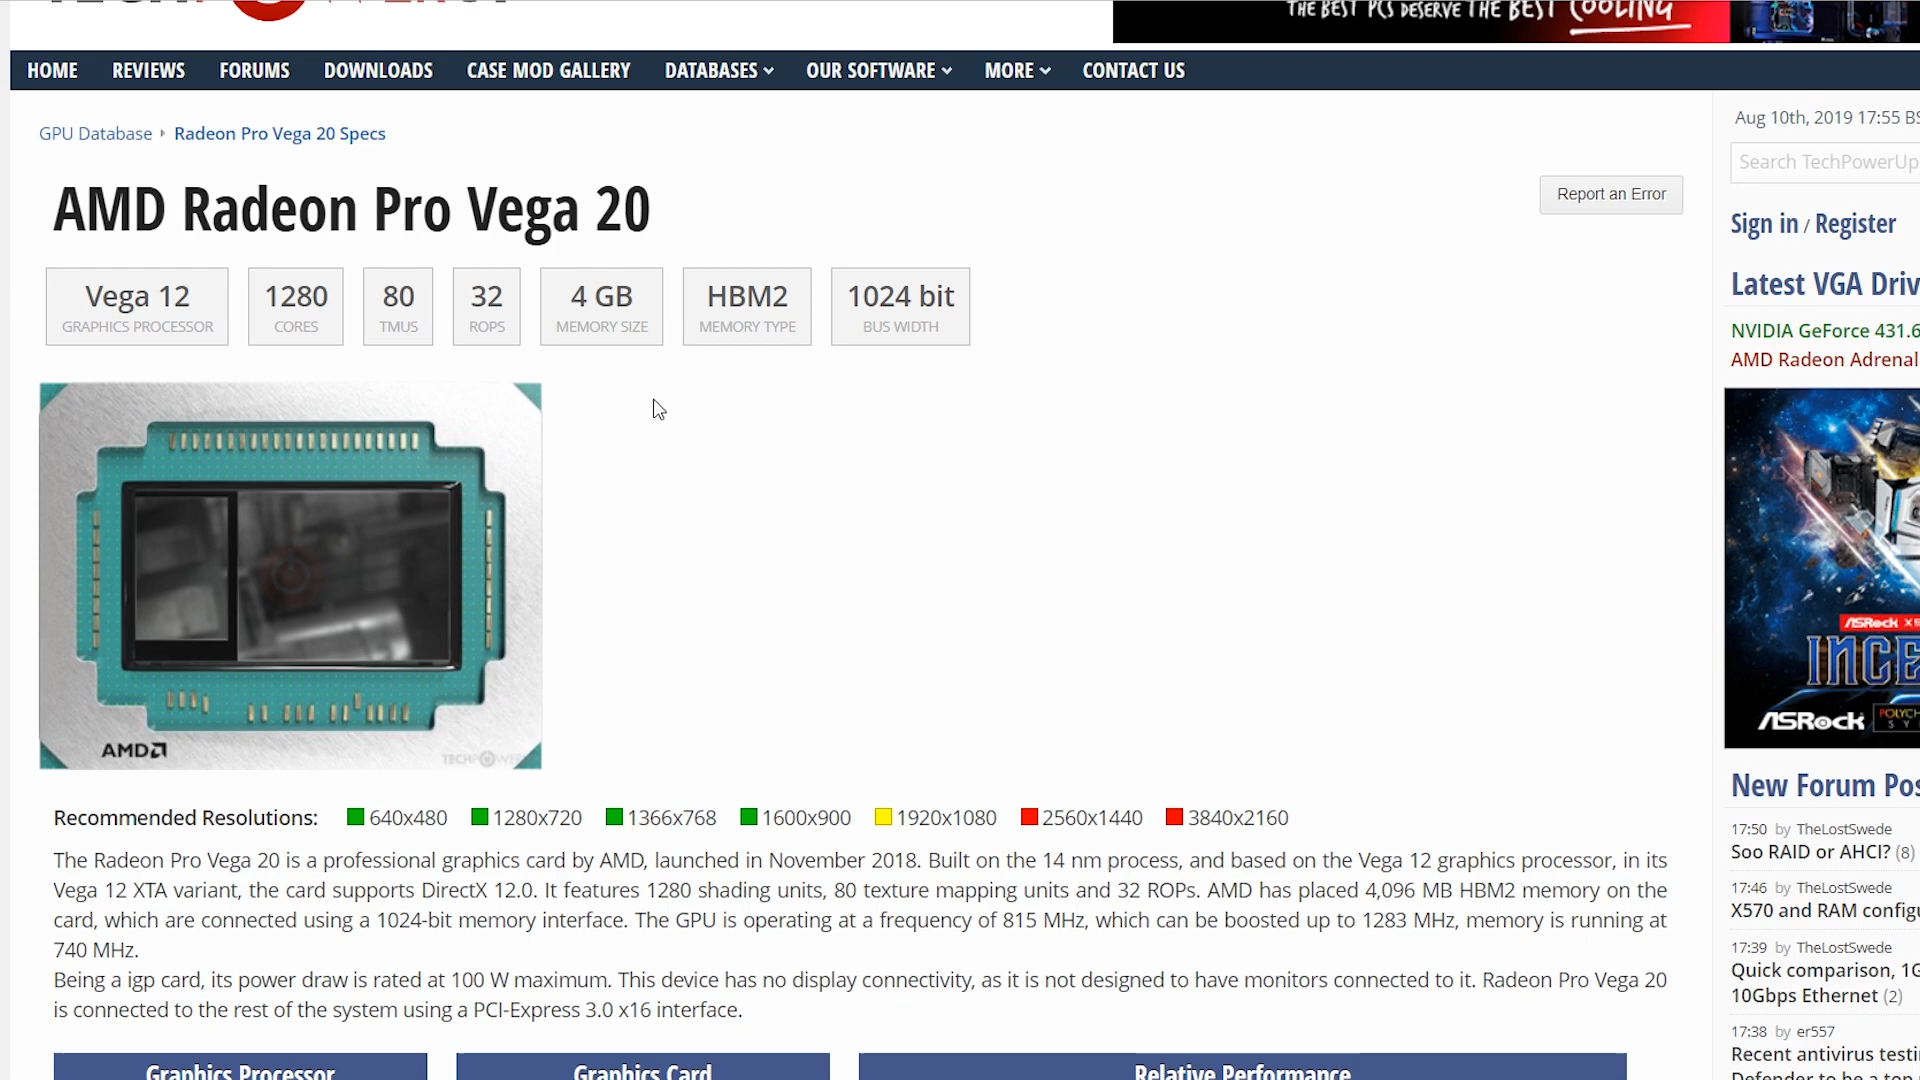 THE BEST PCS DESERVE THE BEST COOLING
HOME REVIEWS FORUMS DOWNLOADS CASE MOD GALLERY DATABASES OUR SOFTWARE MORE CONTACT US
GPU Database Radeon Pro Vega 20 Specs
AMD Radeon Pro Vega 20
Report an Error
Vega 12 1280 80 32 4 GB HBM2 1024 bit
GRAPHICS PROCESSOR CORES TMUS ROPS MEMORY SIZE MEMORY TYPE BUS WIDTH
AMD
Recommended Resolutions: 640x480 1280x720 1366x768 1600x900 1920x1080 2560x1440 3840x2160
The Radeon Pro Vega 20 is a professional graphics card by AMD, launched in November 2018. Built on the 14 nm process, and based on the Vega 12 graphics processor, in its
Vega 12 XTA variant, the card supports DirectX 12.0. It features 1280 shading units, 80 texture mapping units and 32 ROPs. AMD has placed 4,096 MB HBM2 memory on the
card, which are connected using a 1024-bit memory interface. The GPU is operating at a frequency of 815 MHz, which can be boosted up to 1283 MHz, memory is running at
740 MHz.
Being a igp card, its power draw is rated at 100 W maximum. This device has no display connectivity, as it is not designed to have monitors connected to it. Radeon Pro Vega 20
is connected to the rest of the system using a PCI-Express 3.0 x16 interface.
Graphics Processor Graphics Card Relative Performance
Aug 10th, 2019 17:55
Search TechPowerUp
Sign in / Register
Latest VGA Driv
NVIDIA GeForce 431.6
AMD Radeon Adrenal
ASRock
INCE
ASRock
New Forum Pos
17:50 by TheLostSwede
Soo RAID or AHCI? (8)
17:46 by TheLostSwede
X570 and RAM config
17:39 by TheLostSwede
Quick comparison, 1G
10Gbps Ethernet (2)
17:38 by er557
Recent antivirus testi